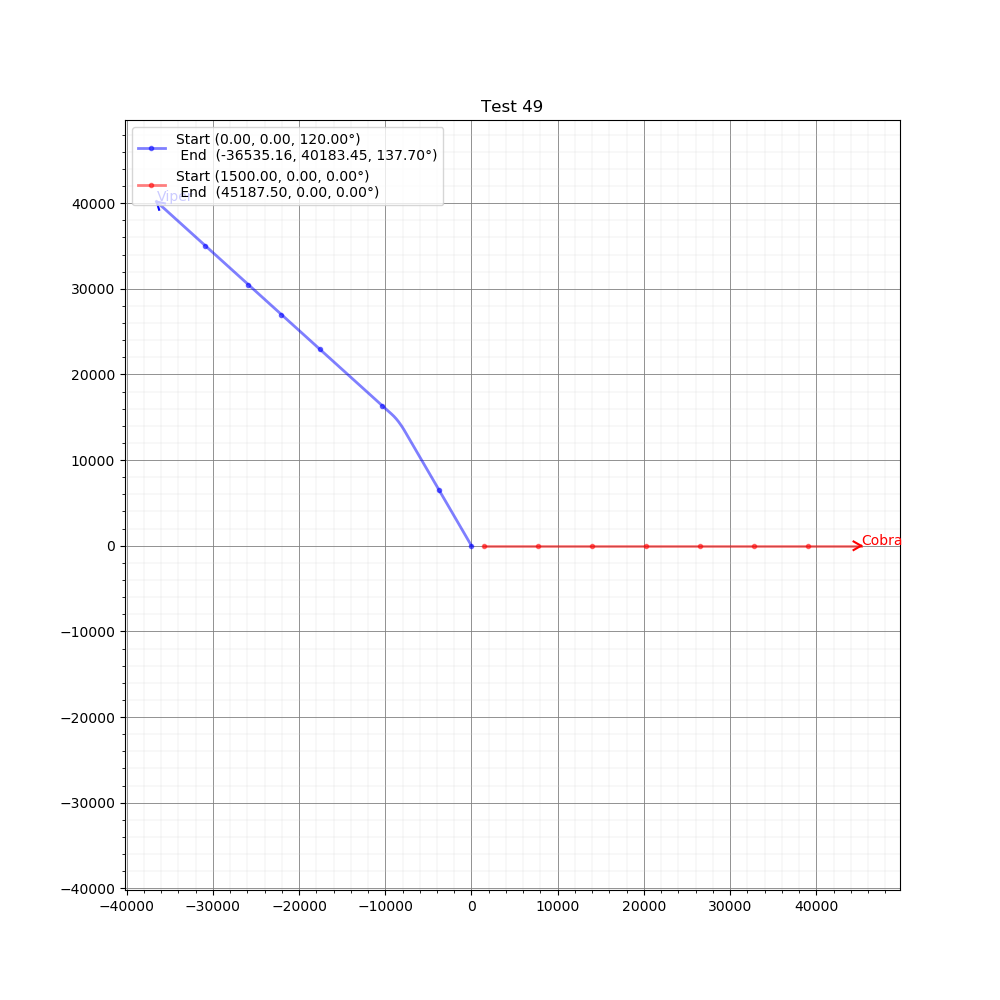 Test 49
Start (0.00, 0.00, 120.00°)
End (-36535.16, 40183.45, 137.70°)
Start (1500.00, 0.00, 0.00°)
End (45187.50, 0.00, 0.00°)
Viper
Cobra
40000
30000
20000
10000
0
−10000
−20000
−30000
−40000
−40000 −30000 −20000 −10000 0 10000 20000 30000 40000